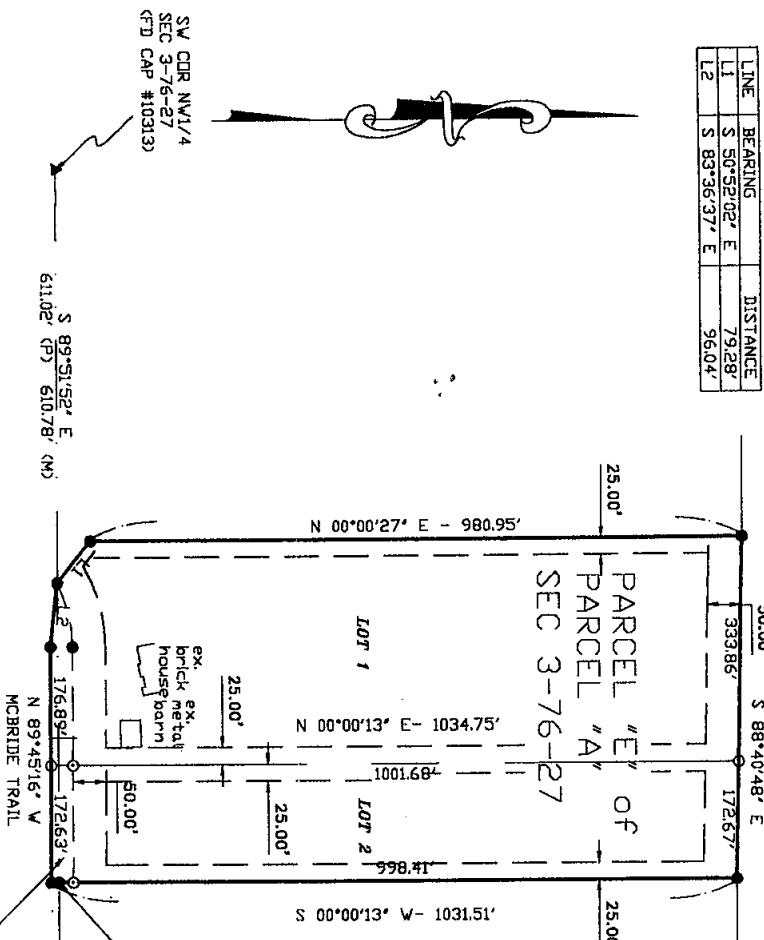 LINE BEARING DISTANCE
L1 S 50°52'02" E 79.28'
L2 S 83°36'37" E 96.04'
SW COR NW1/4
SEC 3-76-27
(FD CAP #10313)
S 89°51'52" E
611.02' (P) 610.78' (M)
25.00'
N 00°00'27" E - 980.95'
333.86'
S 88°40'48" E
172.67'
PARCEL "E" of
PARCEL "A"
SEC 3-76-27
LOT 1
L1
L2
ex.
brick
house
ex.
metal
barn
25.00'
N 00°00'13" E- 1034.75'
1001.68'
25.00'
LOT 2
50.00'
176.89'
172.63'
N 89°45'16" W
MCBRIDE TRAIL
998.41'
S 00°00'13" W- 1031.51'